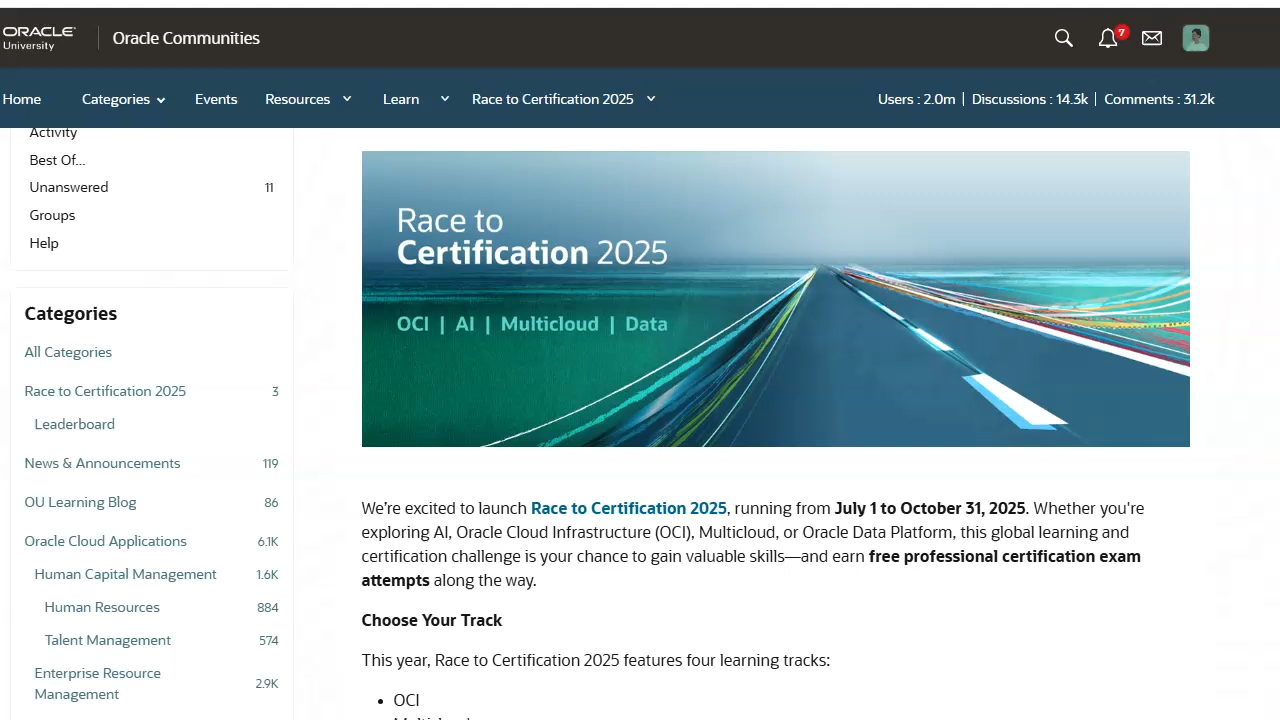 ORACLE
University
Oracle Communities
7
Home
Categories
Events
Resources
Learn
Race to Certification 2025
Users : 2.0m | Discussions : 14.3k | Comments : 31.2k
Activity
Best Of...
Unanswered 11
Groups
Help
Categories
All Categories
Race to Certification 2025 3
Leaderboard
News & Announcements 119
OU Learning Blog 86
Oracle Cloud Applications 6.1K
Human Capital Management 1.6K
Human Resources 884
Talent Management 574
Enterprise Resource
Management 2.9K
Race to
Certification 2025
OCI | AI | Multicloud | Data
We're excited to launch Race to Certification 2025, running from July 1 to October 31, 2025. Whether you're
exploring AI, Oracle Cloud Infrastructure (OCI), Multicloud, or Oracle Data Platform, this global learning and
certification challenge is your chance to gain valuable skills—and earn free professional certification exam
attempts along the way.
Choose Your Track
This year, Race to Certification 2025 features four learning tracks:
• OCI